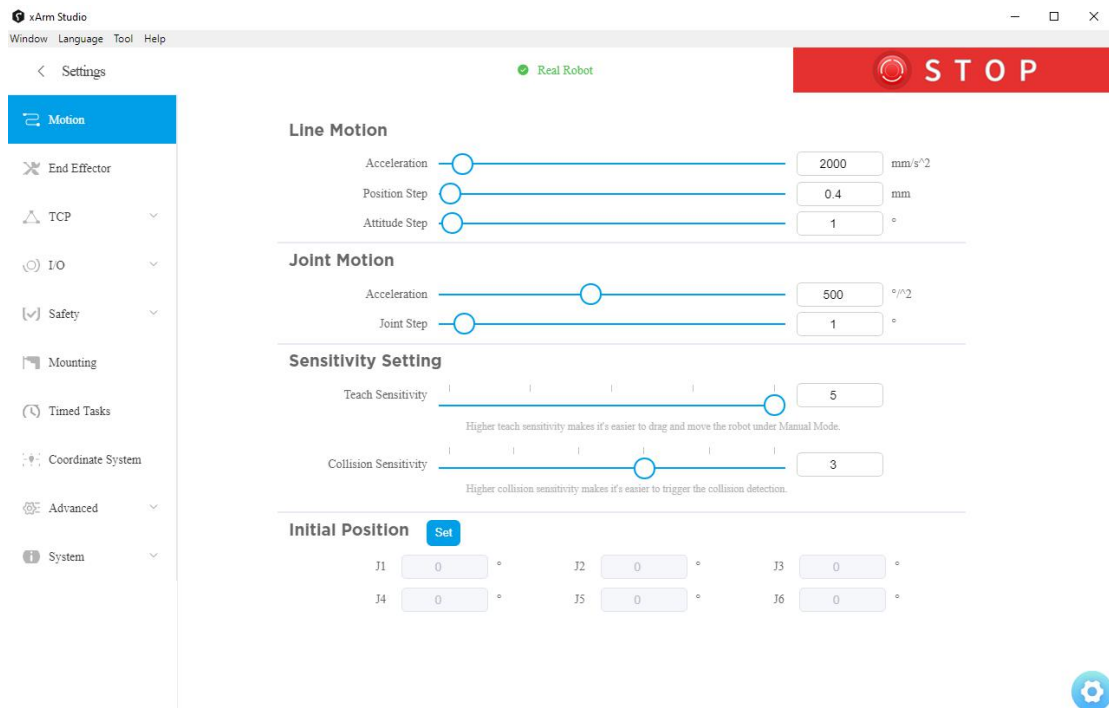 xArm Studio
Window Language Tool Help
Settings
Real Robot
STOP
Motion
End Effector
TCP
I/O
Safety
Mounting
Timed Tasks
Coordinate System
Advanced
System
Line Motion
Acceleration 2000 mm/s^2
Position Step 0.4 mm
Attitude Step 1 °
Joint Motion
Acceleration 500 °/^2
Joint Step 1 °
Sensitivity Setting
Teach Sensitivity 5
Higher teach sensitivity makes it's easier to drag and move the robot under Manual Mode.
Collision Sensitivity 3
Higher collision sensitivity makes it's easier to trigger the collision detection.
Initial Position Set
J1 0 ° J2 0 ° J3 0 °
J4 0 ° J5 0 ° J6 0 °